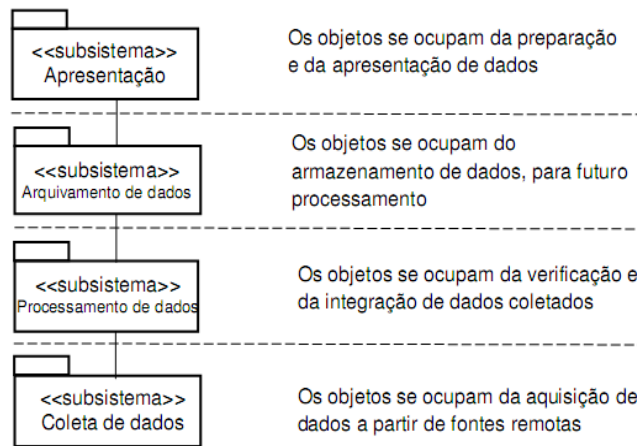 <<subsistema>>
Apresentação
Os objetos se ocupam da preparação
e da apresentação de dados
<<subsistema>>
Arquivamento de dados
Os objetos se ocupam do
armazenamento de dados, para futuro
processamento
<<subsistema>>
Processamento de dados
Os objetos se ocupam da verificação e
da integração de dados coletados
<<subsistema>>
Coleta de dados
Os objetos se ocupam da aquisição de
dados a partir de fontes remotas